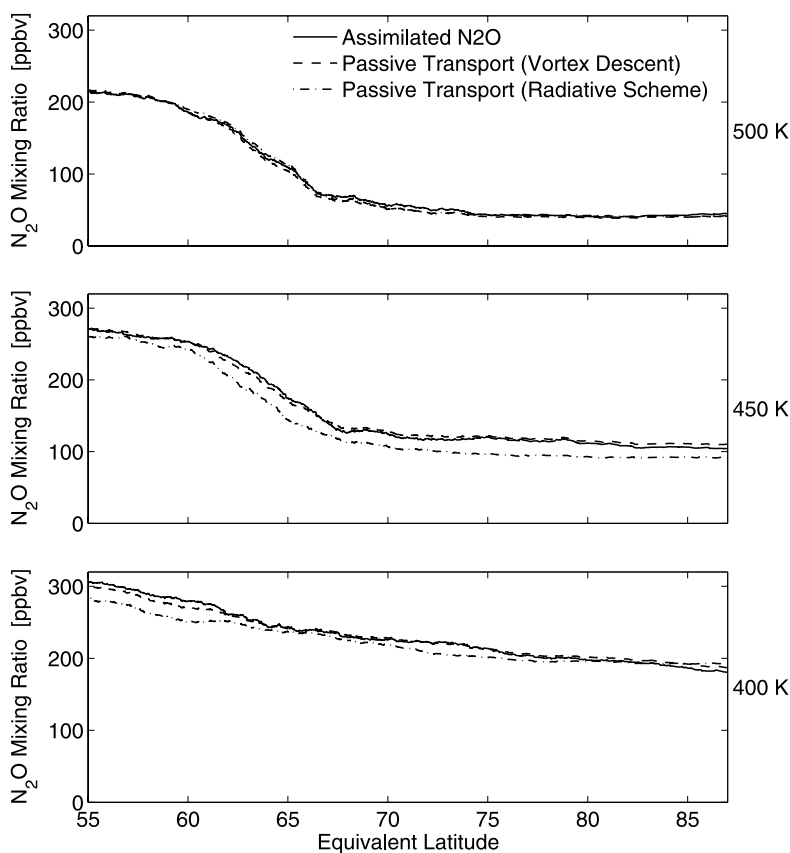 300
200
100
0
N2O Mixing Ratio [ppbv]
Assimilated N2O
Passive Transport (Vortex Descent)
Passive Transport (Radiative Scheme)
500 K
300
200
100
0
N2O Mixing Ratio [ppbv]
450 K
300
200
100
0
N2O Mixing Ratio [ppbv]
400 K
55 60 65 70 75 80 85
Equivalent Latitude